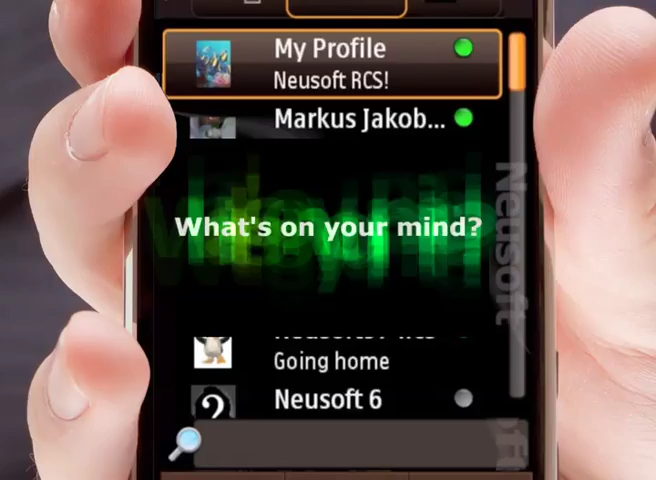 My Profile
Neusoft RCS!
Markus Jakob...
What's on your mind?
Neusoft
Going home
Neusoft 6